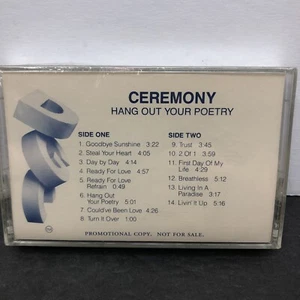 CEREMONY
HANG OUT YOUR POETRY
SIDE ONE
1. Goodbye Sunshine 3:22
2. Steal Your Heart 4:05
3. Day by Day 4:14
4. Ready For Love 4:57
5. Ready For Love
Refrain 0:49
6. Hang Out
Your Poetry 5:00
7. Could've Been Love 4:26
8. Turn It Over 1:00
SIDE TWO
9. Trust 3:45
10. 2 Of 1 3:59
11. First Day Of My
Life 4:29
12. Breathless 5:12
13. Living In A
Paradise 3:17
14. Livin' It Up 5:16
PROMOTIONAL COPY. NOT FOR SALE.